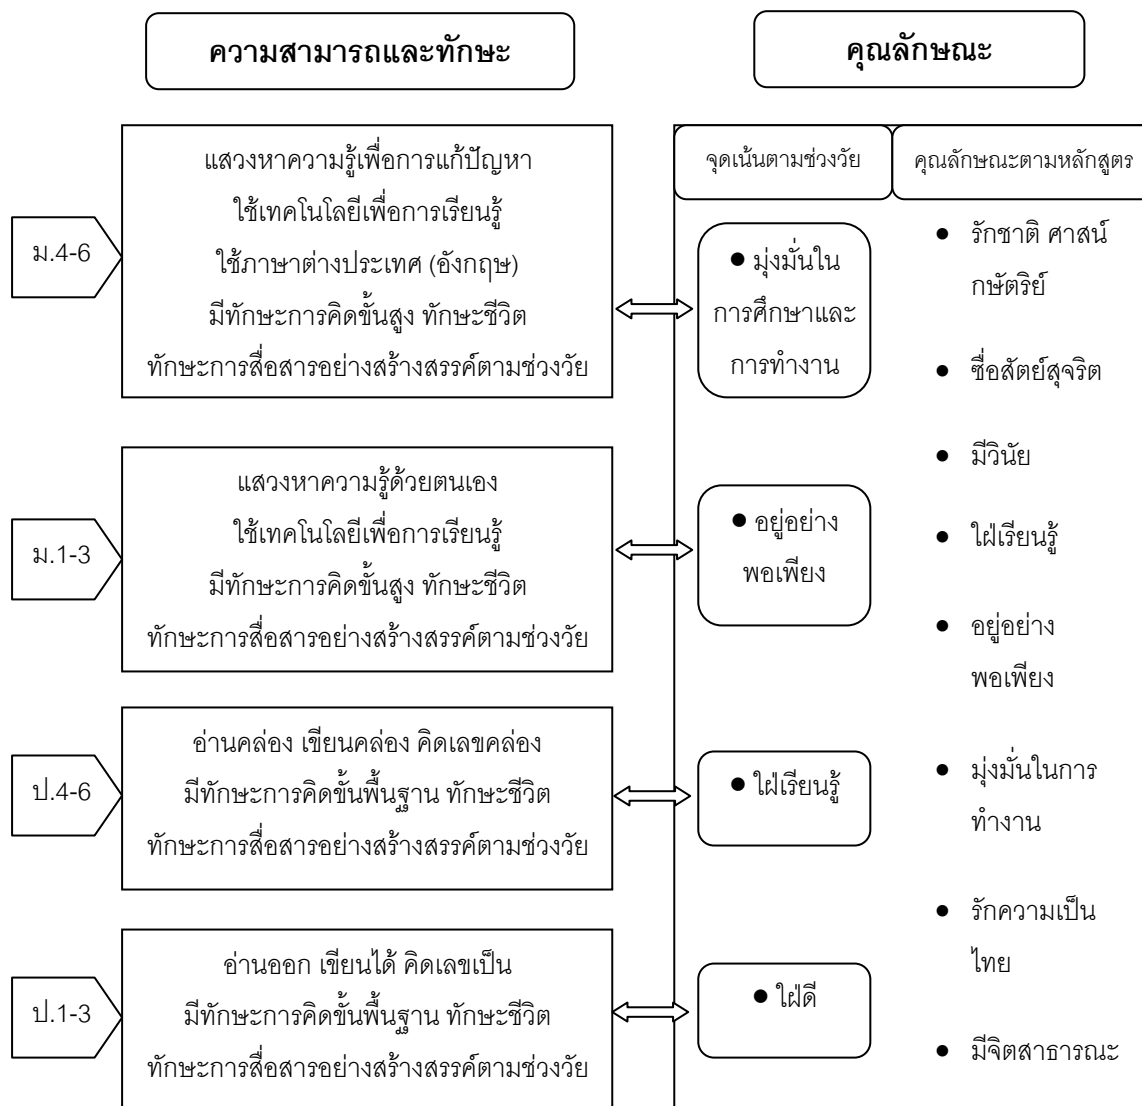 ความสามารถและทักษะ
คุณลักษณะ
จุดเน้นตามช่วงวัย
คุณลักษณะตามหลักสูตร
ม.4-6
แสวงหาความรู้เพื่อการแก้ปัญหา
ใช้เทคโนโลยีเพื่อการเรียนรู้
ใช้ภาษาต่างประเทศ (อังกฤษ)
มีทักษะการคิดขั้นสูง ทักษะชีวิต
ทักษะการสื่อสารอย่างสร้างสรรค์ตามช่วงวัย
● มุ่งมั่นใน
การศึกษาและ
การทำงาน
ม.1-3
แสวงหาความรู้ด้วยตนเอง
ใช้เทคโนโลยีเพื่อการเรียนรู้
มีทักษะการคิดขั้นสูง ทักษะชีวิต
ทักษะการสื่อสารอย่างสร้างสรรค์ตามช่วงวัย
● อยู่อย่าง
พอเพียง
ป.4-6
อ่านคล่อง เขียนคล่อง คิดเลขคล่อง
มีทักษะการคิดขั้นพื้นฐาน ทักษะชีวิต
ทักษะการสื่อสารอย่างสร้างสรรค์ตามช่วงวัย
● ใฝ่เรียนรู้
ป.1-3
อ่านออก เขียนได้ คิดเลขเป็น
มีทักษะการคิดขั้นพื้นฐาน ทักษะชีวิต
ทักษะการสื่อสารอย่างสร้างสรรค์ตามช่วงวัย
● ใฝ่ดี
● รักชาติ ศาสน์
กษัตริย์
● ซื่อสัตย์สุจริต
● มีวินัย
● ใฝ่เรียนรู้
● อยู่อย่าง
พอเพียง
● มุ่งมั่นในการ
ทำงาน
● รักความเป็น
ไทย
● มีจิตสาธารณะ